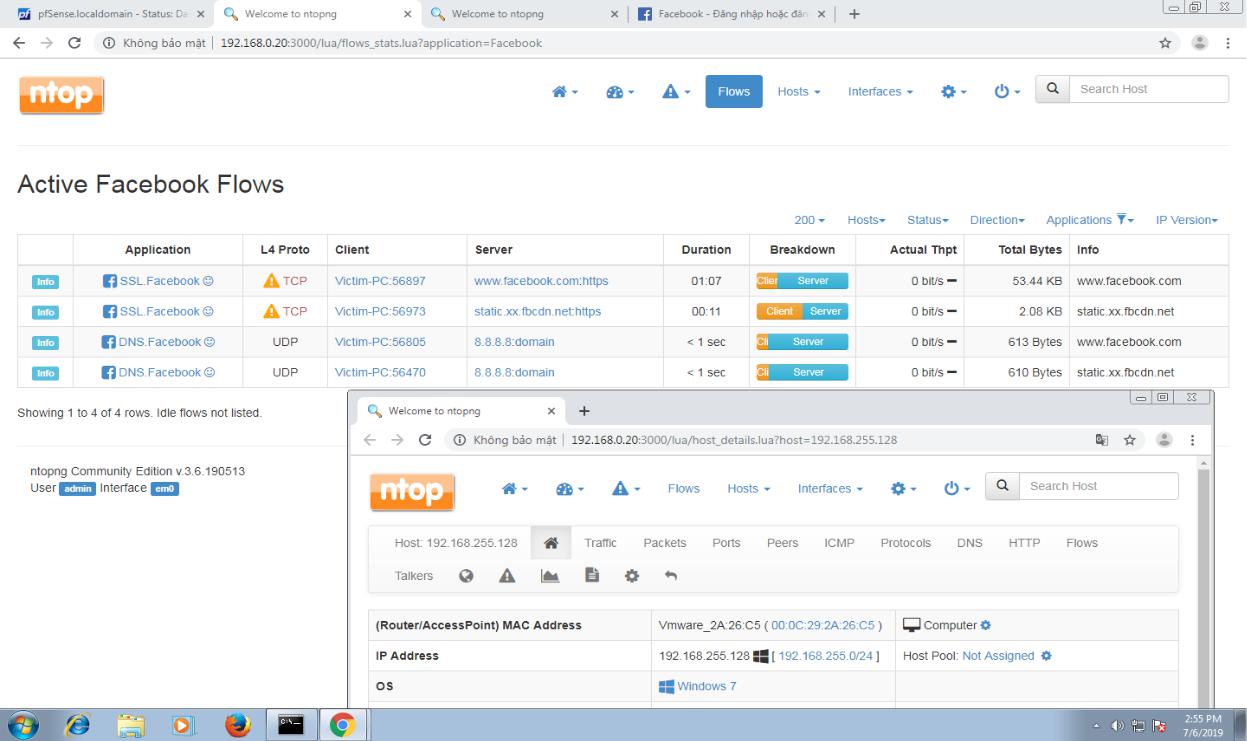 pfSense.localdomain - Status: Da
Welcome to ntopng
Welcome to ntopng
Facebook - Đăng nhập hoặc đăn
Không bảo mật | 192.168.0.20:3000/lua/flows_stats.lua?application=Facebook
ntop
Flows Hosts Interfaces Search Host
Active Facebook Flows
200 Hosts Status Direction Applications IP Version
Application L4 Proto Client Server Duration Breakdown Actual Thpt Total Bytes Info
Info SSL.Facebook TCP Victim-PC:56897 www.facebook.com:https 01:07 Clier Server 0 bit/s 53.44 KB www.facebook.com
Info SSL.Facebook TCP Victim-PC:56973 static.xx.fbcdn.net:https 00:11 Client Server 0 bit/s 2.08 KB static.xx.fbcdn.net
Info DNS.Facebook UDP Victim-PC:56805 8.8.8.8:domain < 1 sec Cli Server 0 bit/s 613 Bytes www.facebook.com
Info DNS.Facebook UDP Victim-PC:56470 8.8.8.8:domain < 1 sec Cli Server 0 bit/s 610 Bytes static.xx.fbcdn.net
Showing 1 to 4 of 4 rows. Idle flows not listed.
ntopng Community Edition v.3.6.190513
User admin Interface em0
Welcome to ntopng
Không bảo mật | 192.168.0.20:3000/lua/host_details.lua?host=192.168.255.128
ntop
Flows Hosts Interfaces Search Host
Host: 192.168.255.128 Traffic Packets Ports Peers ICMP Protocols DNS HTTP Flows
Talkers
(Router/AccessPoint) MAC Address Vmware_2A:26:C5 ( 00:0C:29:2A:26:C5 ) Computer
IP Address 192.168.255.128 [ 192.168.255.0/24 ] Host Pool: Not Assigned
OS Windows 7
2:55 PM
7/6/2019